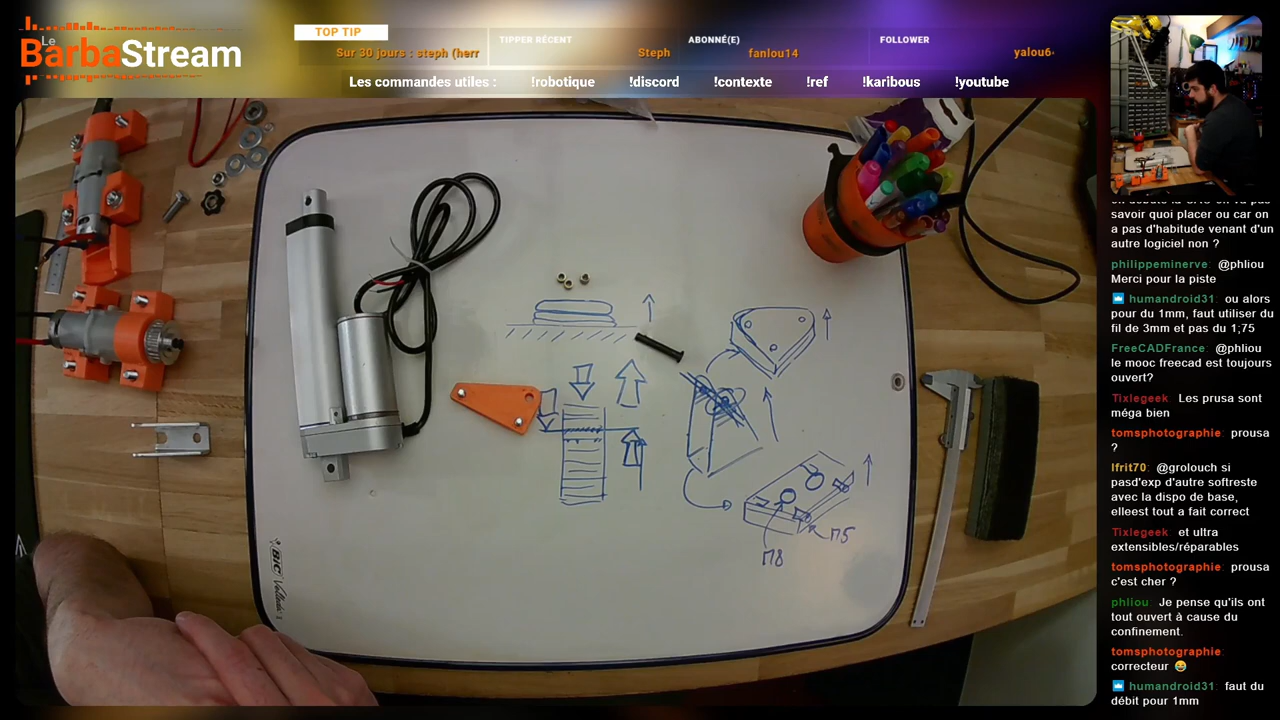 Le
BarbaStream
TOP TIP
Sur 30 jours : steph (herr
TIPPER RÉCENT
Steph
ABONNÉ(E)
fanlou14
FOLLOWER
yalou6
Les commandes utiles :
!robotique
!discord
!contexte
!ref
!karibous
!youtube
savoir quoi placer ou car on
a pas d'habitude venant d'un
autre logiciel non ?
philippeminerve: @phliou
Merci pour la piste
humandroid31: ou alors
pour du 1mm, faut utiliser du
fil de 3mm et pas du 1;75
FreeCADFrance: @phliou
le mooc freecad est toujours
ouvert?
Tixlegeek: Les prusa sont
méga bien
tomsphotographie: prousa
?
lfrit70: @grolouch si
pasd'exp d'autre softreste
avec la dispo de base,
elleest tout a fait correct
Tixlegeek: et ultra
extensibles/réparables
tomsphotographie: prousa
c'est cher ?
phliou: Je pense qu'ils ont
tout ouvert à cause du
confinement.
tomsphotographie:
correcteur 😂
humandroid31: faut du
débit pour 1mm
M5
M8
BIC Velleda